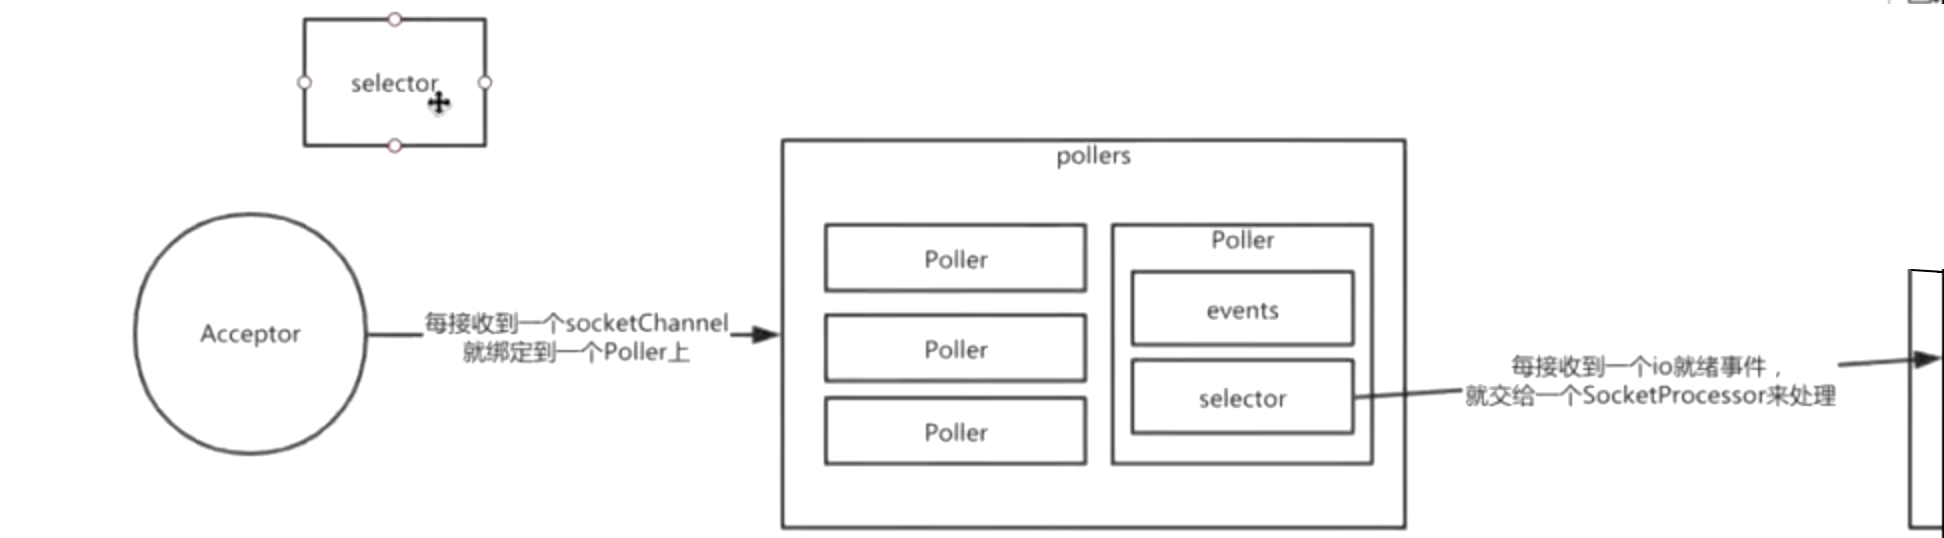 selector
Acceptor
每接收到一个socketChannel
就绑定到一个Poller上
pollers
Poller
Poller
Poller
Poller
events
selector
每接收到一个io就绪事件，
就交给一个SocketProcessor来处理